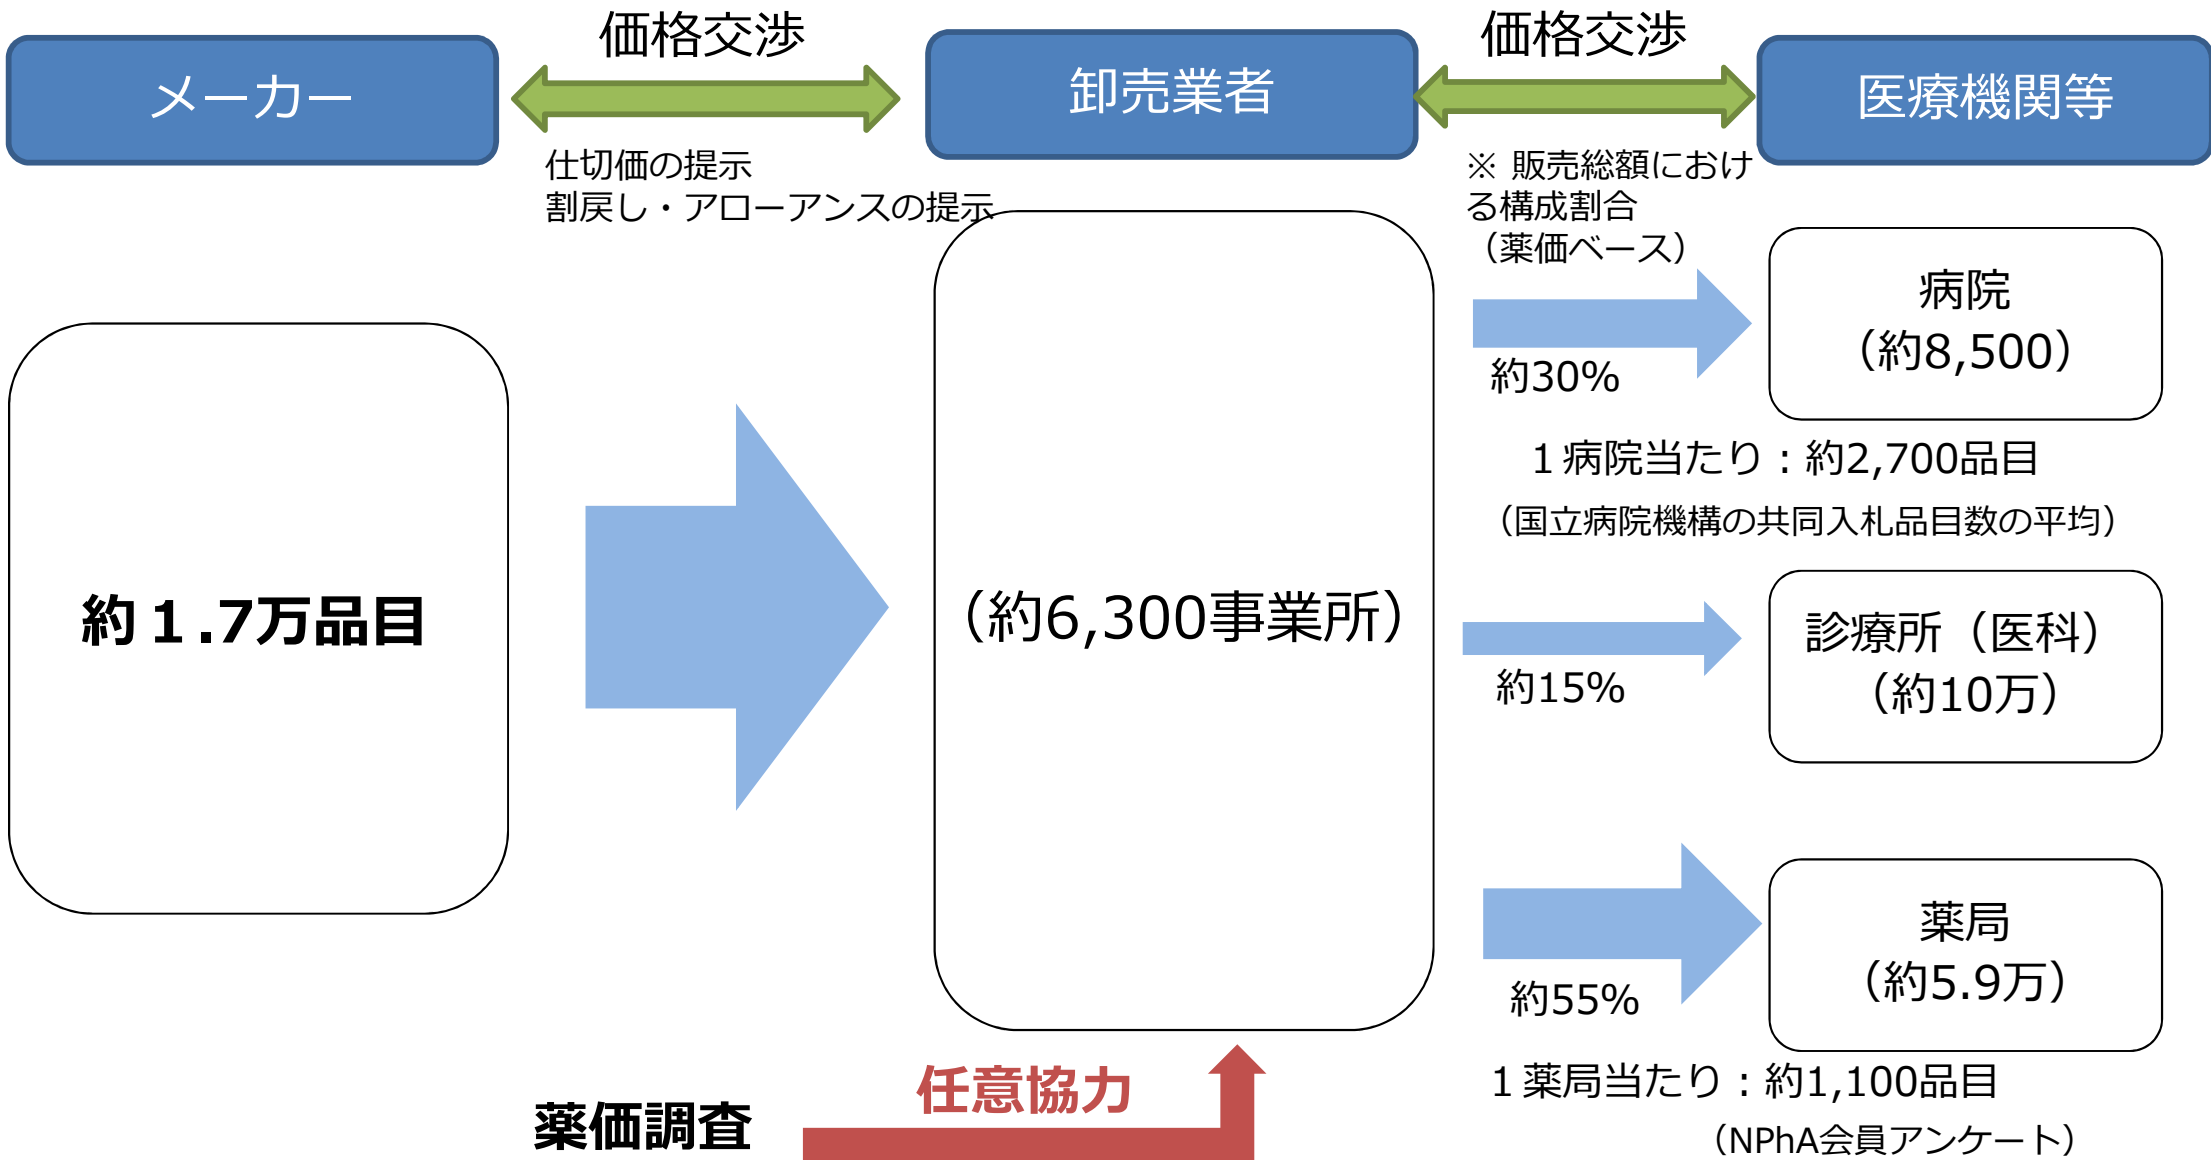 価格交渉
価格交渉
メーカー
卸売業者
医療機関等
仕切価の提示
割戻し・アローアンスの提示
※ 販売総額におけ
る構成割合
（薬価ベース）
病院
（約8,500）
約30%
１病院当たり：約2,700品目
（国立病院機構の共同入札品目数の平均）
約１.7万品目
（約6,300事業所）
診療所（医科）
（約10万）
約15%
薬局
（約5.9万）
約55%
１薬局当たり：約1,100品目
（NPhA会員アンケート）
任意協力
薬価調査